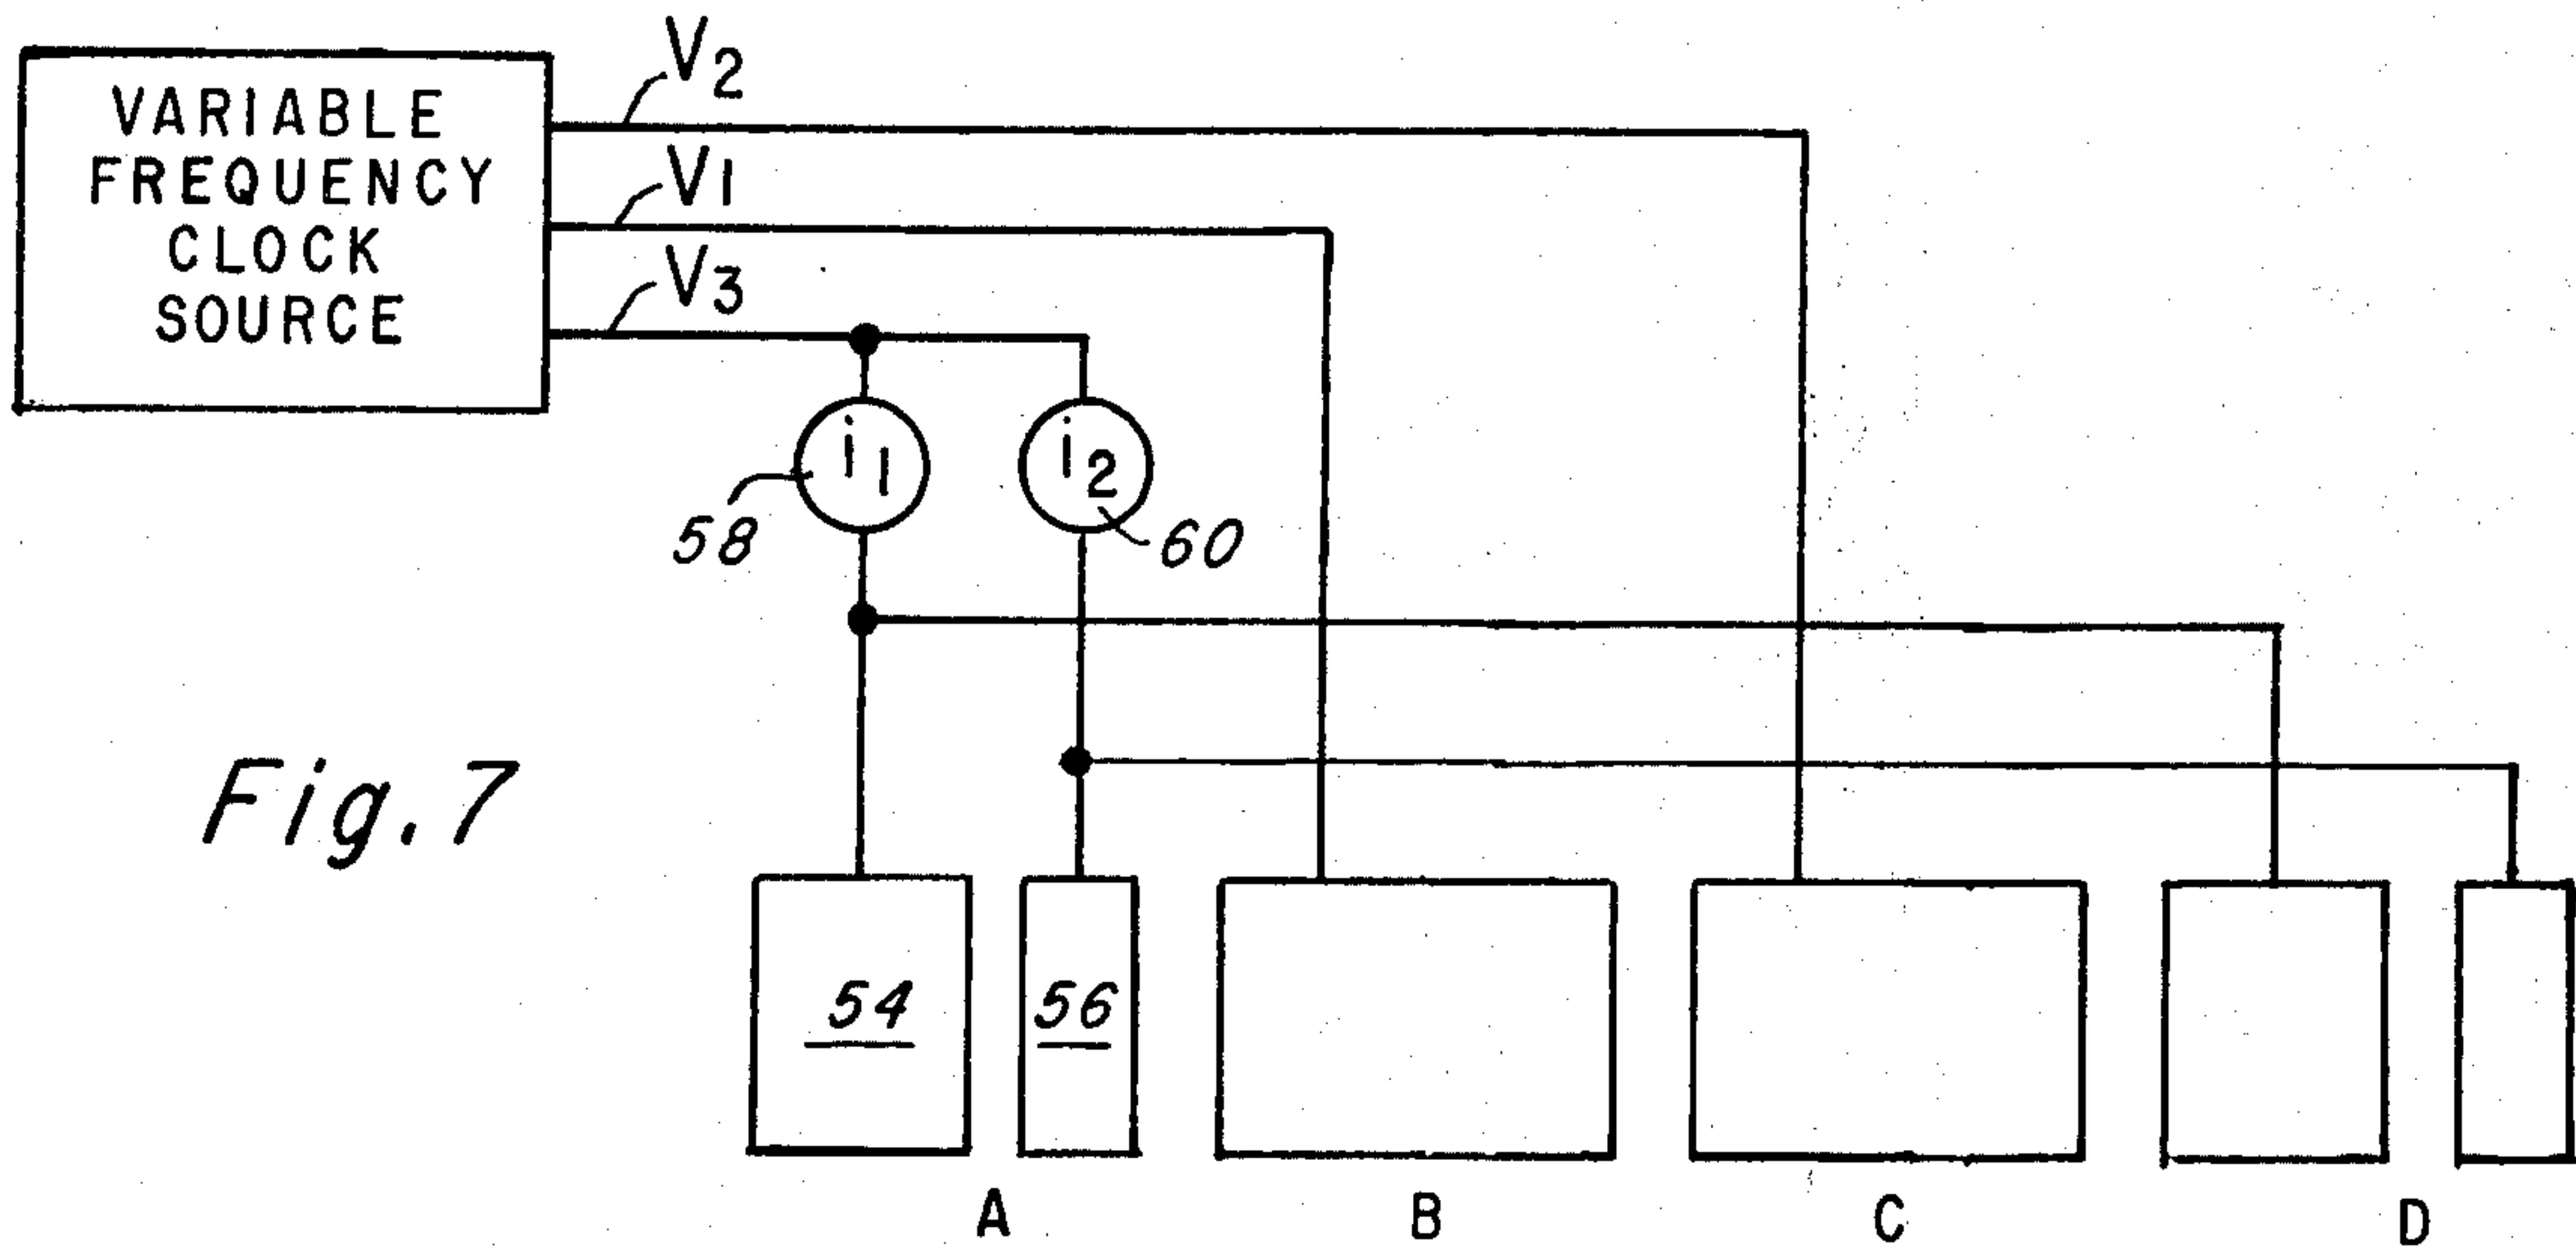 V2
VARIABLE
FREQUENCY
CLOCK
SOURCE
V1
V3
i1
i2
58
60
Fig. 7
54
56
A
B
C
D